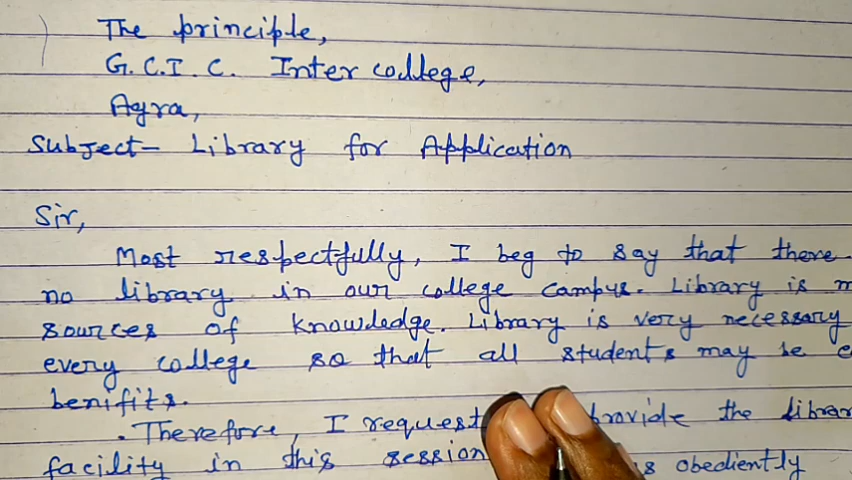 The principle,
G.C.I.C. Inter college,
Agra,
Subject- Library for Application
Sir,
Most respectfully, I beg to say that there
no library in our college campus. Library is m
sources of knowledge. Library is very necessary
every college so that all students may be e
benifits.
Therefore, I request provide the librar
facility in this session obediently